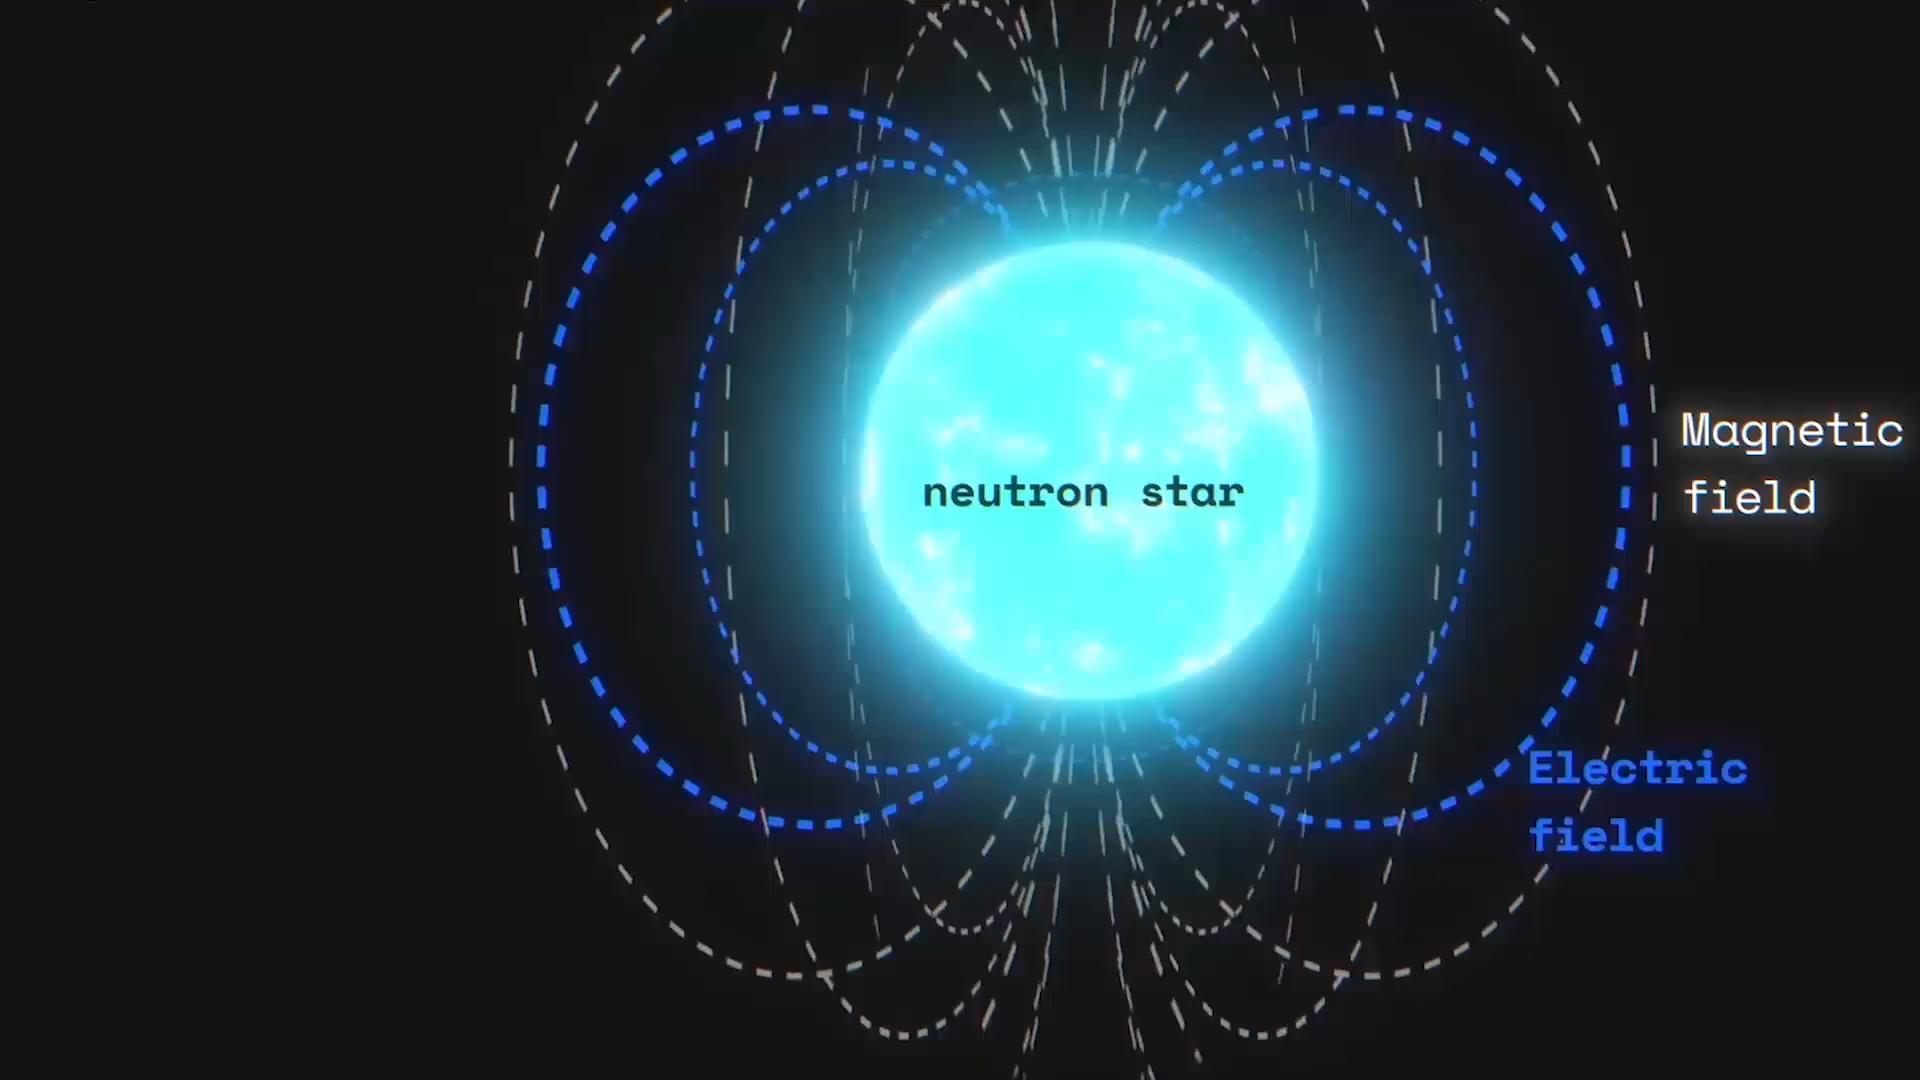 neutron star
Magnetic
field
Electric
field